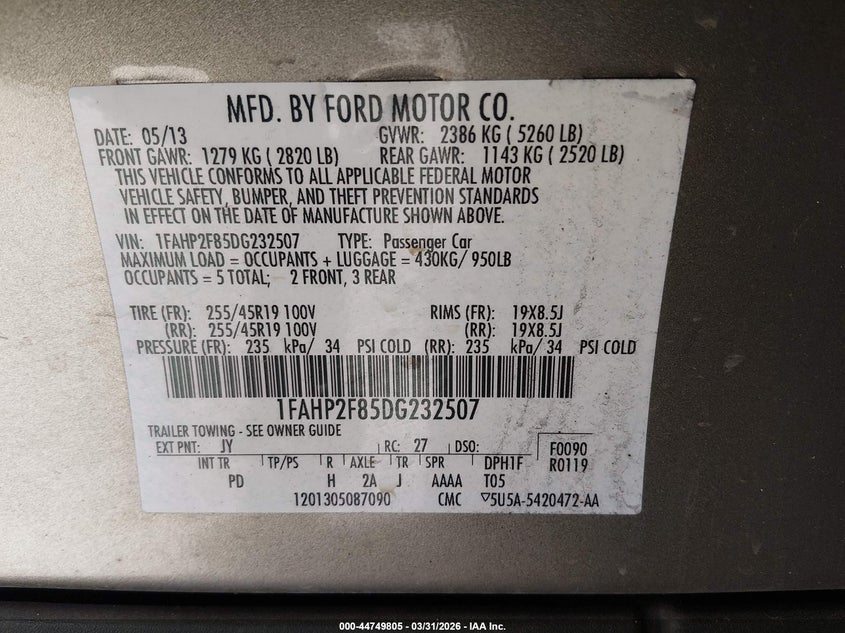 MFD. BY FORD MOTOR CO.
DATE: 05/13 GVWR: 2386 KG ( 5260 LB)
FRONT GAWR: 1279 KG ( 2820 LB) REAR GAWR: 1143 KG ( 2520 LB)
THIS VEHICLE CONFORMS TO ALL APPLICABLE FEDERAL MOTOR
VEHICLE SAFETY, BUMPER, AND THEFT PREVENTION STANDARDS
IN EFFECT ON THE DATE OF MANUFACTURE SHOWN ABOVE.
VIN: 1FAHP2F85DG232507 TYPE: Passenger Car
MAXIMUM LOAD = OCCUPANTS + LUGGAGE = 430KG/ 950LB
OCCUPANTS = 5 TOTAL; 2 FRONT, 3 REAR
TIRE (FR): 255/45R19 100V RIMS (FR): 19X8.5J
(RR): 255/45R19 100V (RR): 19X8.5J
PRESSURE (FR): 235 kPa/ 34 PSI COLD (RR): 235 kPa/ 34 PSI COLD
1FAHP2F85DG232507
TRAILER TOWING - SEE OWNER GUIDE
EXT PNT: JY RC: 27 DSO: F0090
INT TR TP/PS R AXLE TR SPR DPH1F R0119
PD H 2A J AAAA T05
1201305087090 CMC ▽5U5A-5420472-AA
000-44749805 - 03/31/2026 - IAA Inc.